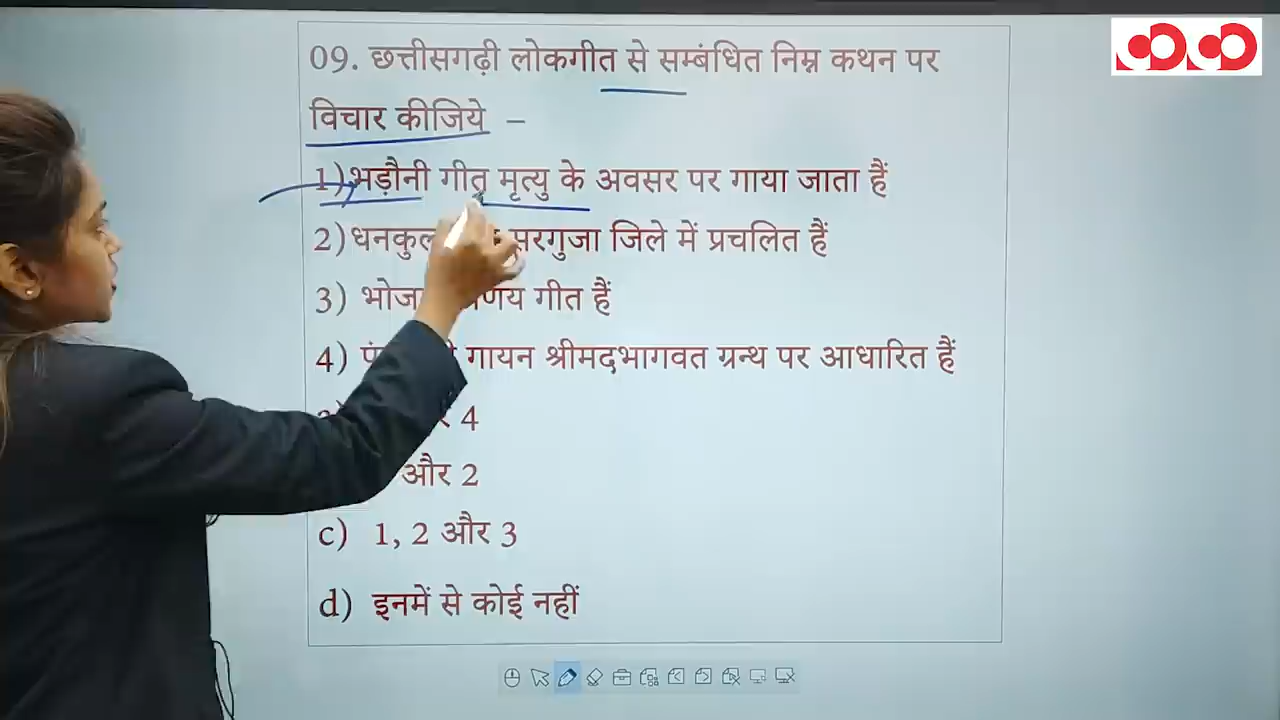 09. छत्तीसगढ़ी लोकगीत से सम्बंधित निम्न कथन पर
विचार कीजिये –
1)भड़ौनी गीत मृत्यु के अवसर पर गाया जाता हैं
2)धनकुल सरगुजा जिले में प्रचलित हैं
3) गीत हैं
4) गायन श्रीमदभागवत ग्रन्थ पर आधारित हैं
4
और 2
c) 1, 2 और 3
d) इनमें से कोई नहीं